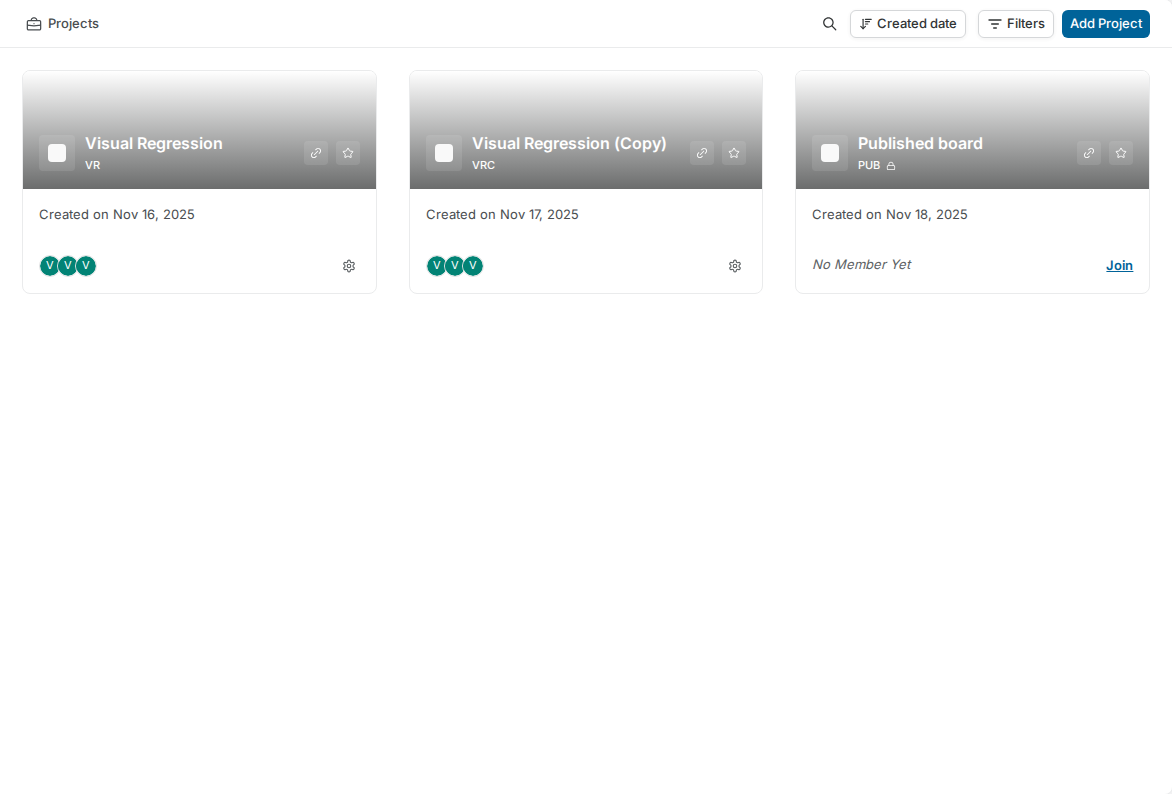 Projects
Created date
Filters
Add Project
Visual Regression
VR
Created on Nov 16, 2025
V V V
Visual Regression (Copy)
VRC
Created on Nov 17, 2025
V V V
Published board
PUB
Created on Nov 18, 2025
No Member Yet
Join